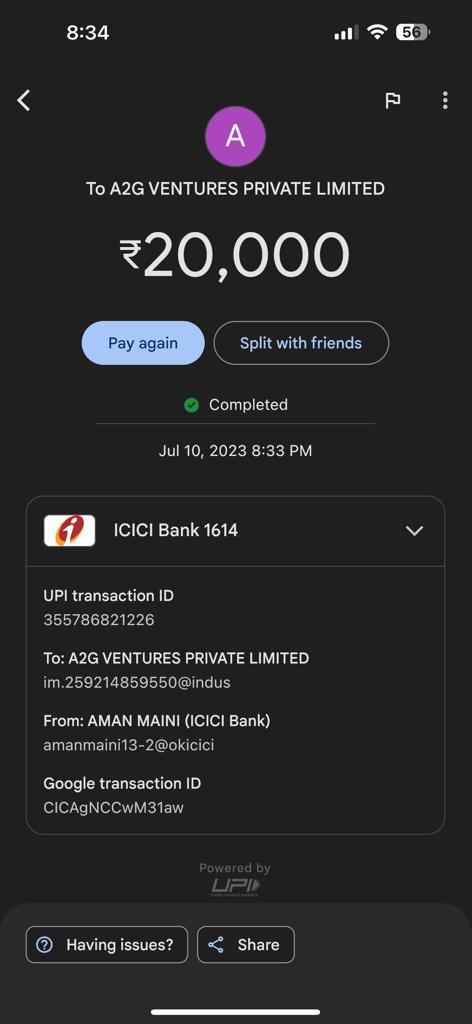 8:34
56
A
To A2G VENTURES PRIVATE LIMITED
₹20,000
Pay again
Split with friends
Completed
Jul 10, 2023 8:33 PM
ICICI Bank 1614
UPI transaction ID
355786821226
To: A2G VENTURES PRIVATE LIMITED
im.259214859550@indus
From: AMAN MAINI (ICICI Bank)
amanmaini13-2@okicici
Google transaction ID
CICAgNCCwM31aw
Powered by
UPI
Having issues?
Share